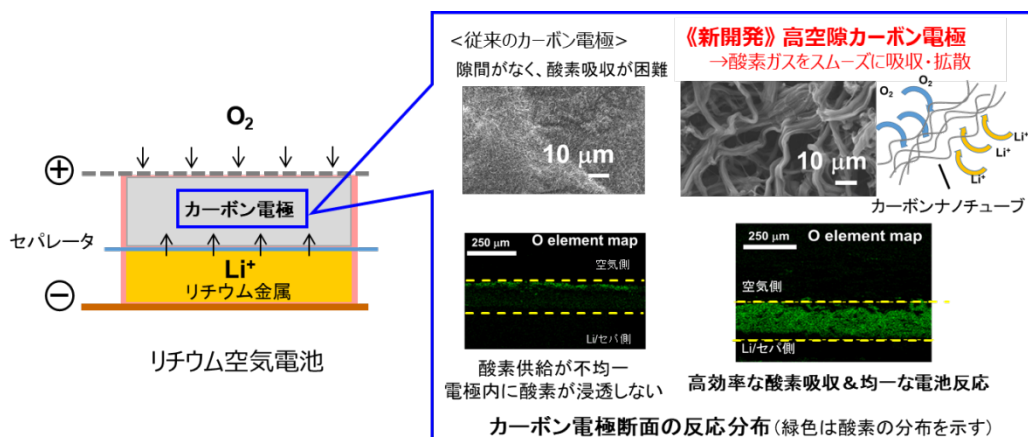 O₂
⊕
カーボン電極
セパレータ
Li⁺
リチウム金属
⊖
リチウム空気電池
<従来のカーボン電極>
隙間がなく、酸素吸収が困難
10 μm
《新開発》高空隙カーボン電極
→酸素ガスをスムーズに吸収・拡散
10 μm
O₂
O₂
Li⁺
Li⁺
Li⁺
カーボンナノチューブ
250 μm
O element map
空気側
Li/セパ側
酸素供給が不均一
電極内に酸素が浸透しない
250 μm
O element map
空気側
Li/セパ側
高効率な酸素吸収&均一な電池反応
カーボン電極断面の反応分布(緑色は酸素の分布を示す)